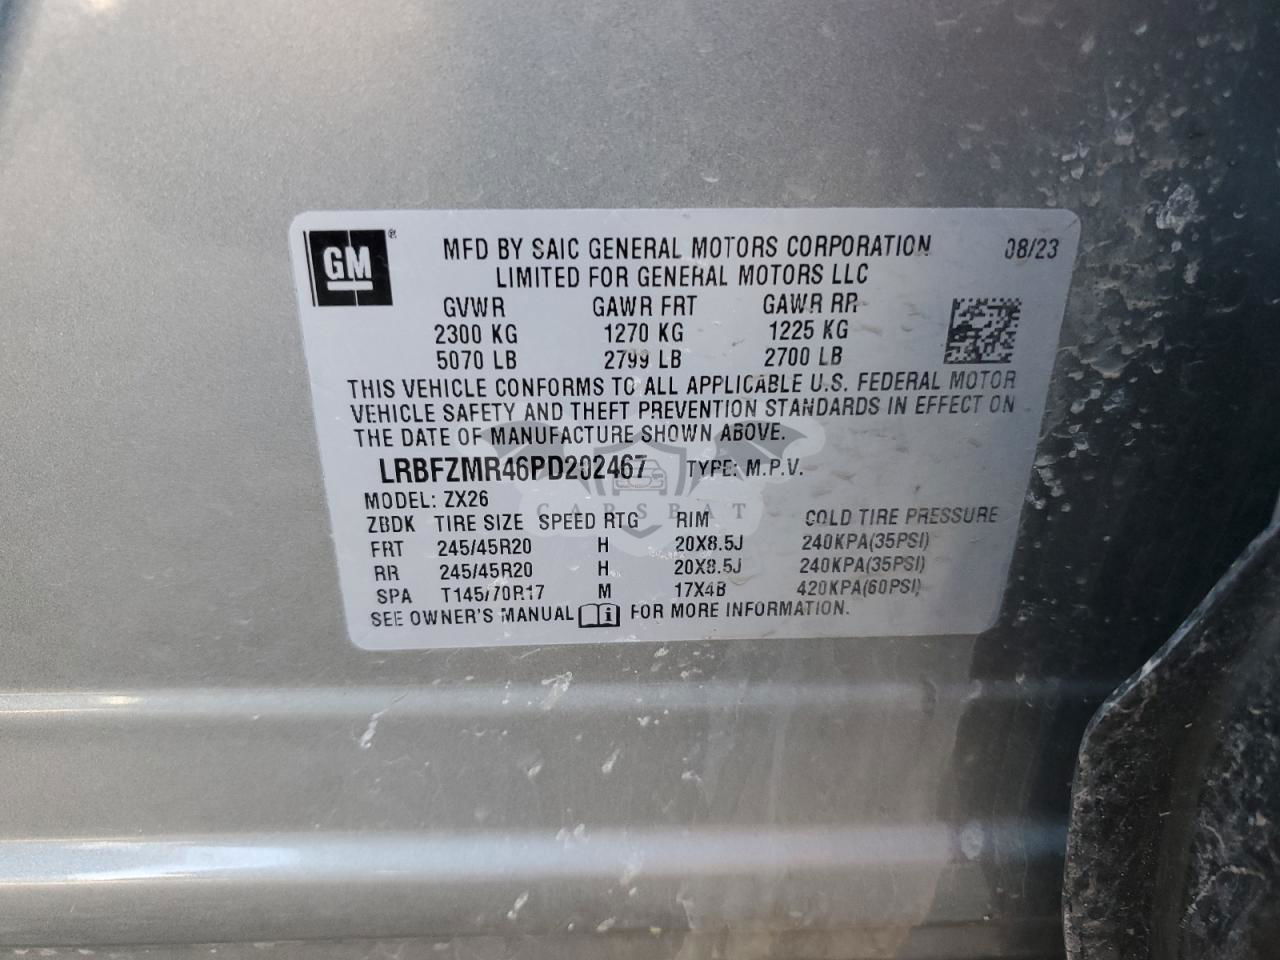 GM ®
MFD BY SAIC GENERAL MOTORS CORPORATION 08/23
LIMITED FOR GENERAL MOTORS LLC
GVWR GAWR FRT GAWR RR
2300 KG 1270 KG 1225 KG
5070 LB 2799 LB 2700 LB
THIS VEHICLE CONFORMS TO ALL APPLICABLE U.S. FEDERAL MOTOR
VEHICLE SAFETY AND THEFT PREVENTION STANDARDS IN EFFECT ON
THE DATE OF MANUFACTURE SHOWN ABOVE.
LRBFZMR46PD202467 TYPE: M.P.V.
MODEL: ZX26
CARSBAT
ZBDK TIRE SIZE SPEED RTG RIM COLD TIRE PRESSURE
FRT 245/45R20 H 20X8.5J 240KPA(35PSI)
RR 245/45R20 H 20X8.5J 240KPA(35PSI)
SPA T145/70R17 M 17X4B 420KPA(60PSI)
SEE OWNER'S MANUAL i FOR MORE INFORMATION.